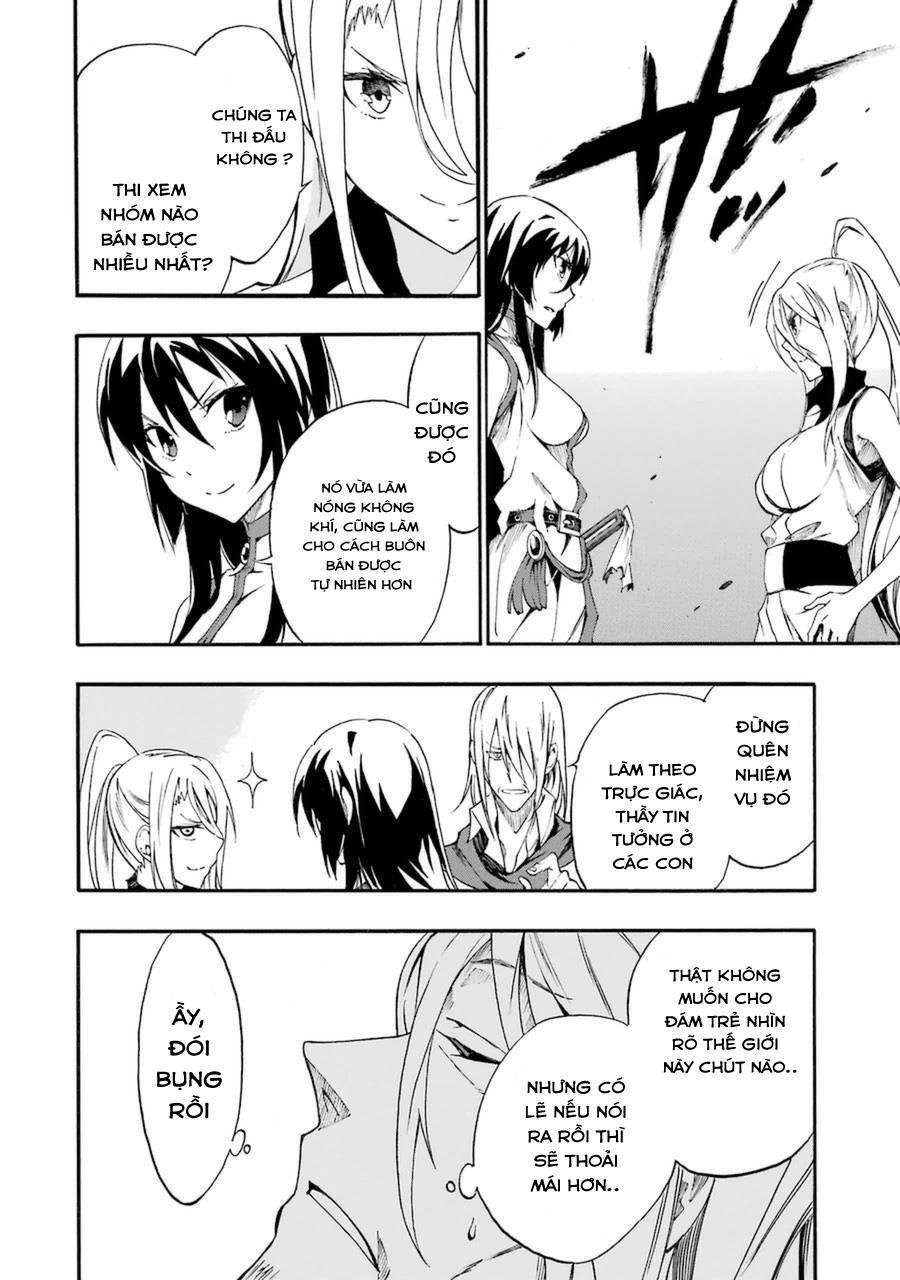 CHÚNG TA
THI ĐẤU
KHÔNG ?
THI XEM
NHÓM NÀO
BÁN ĐƯỢC
NHIỀU NHẤT?
CŨNG
ĐƯỢC
ĐÓ
NÓ VỪA LÀM
NÓNG KHÔNG
KHÍ, CŨNG LÀM
CHO CÁCH BUÔN
BÁN ĐƯỢC
TỰ NHIÊN HƠN
ĐỪNG
QUÊN
NHIỆM
VỤ ĐÓ
LÀM THEO
TRỰC GIÁC,
THẦY TIN
TƯỞNG Ở
CÁC CON
THẬT KHÔNG
MUỐN CHO
ĐÁM TRẺ NHÌN
RÕ THẾ GIỚI
NÀY CHÚT NÀO..
NHƯNG CÓ
LẼ NẾU NÓI
RA RỒI THÌ
SẼ THOẢI
MÁI HƠN..
ẦY,
ĐÓI
BỤNG
RỒI